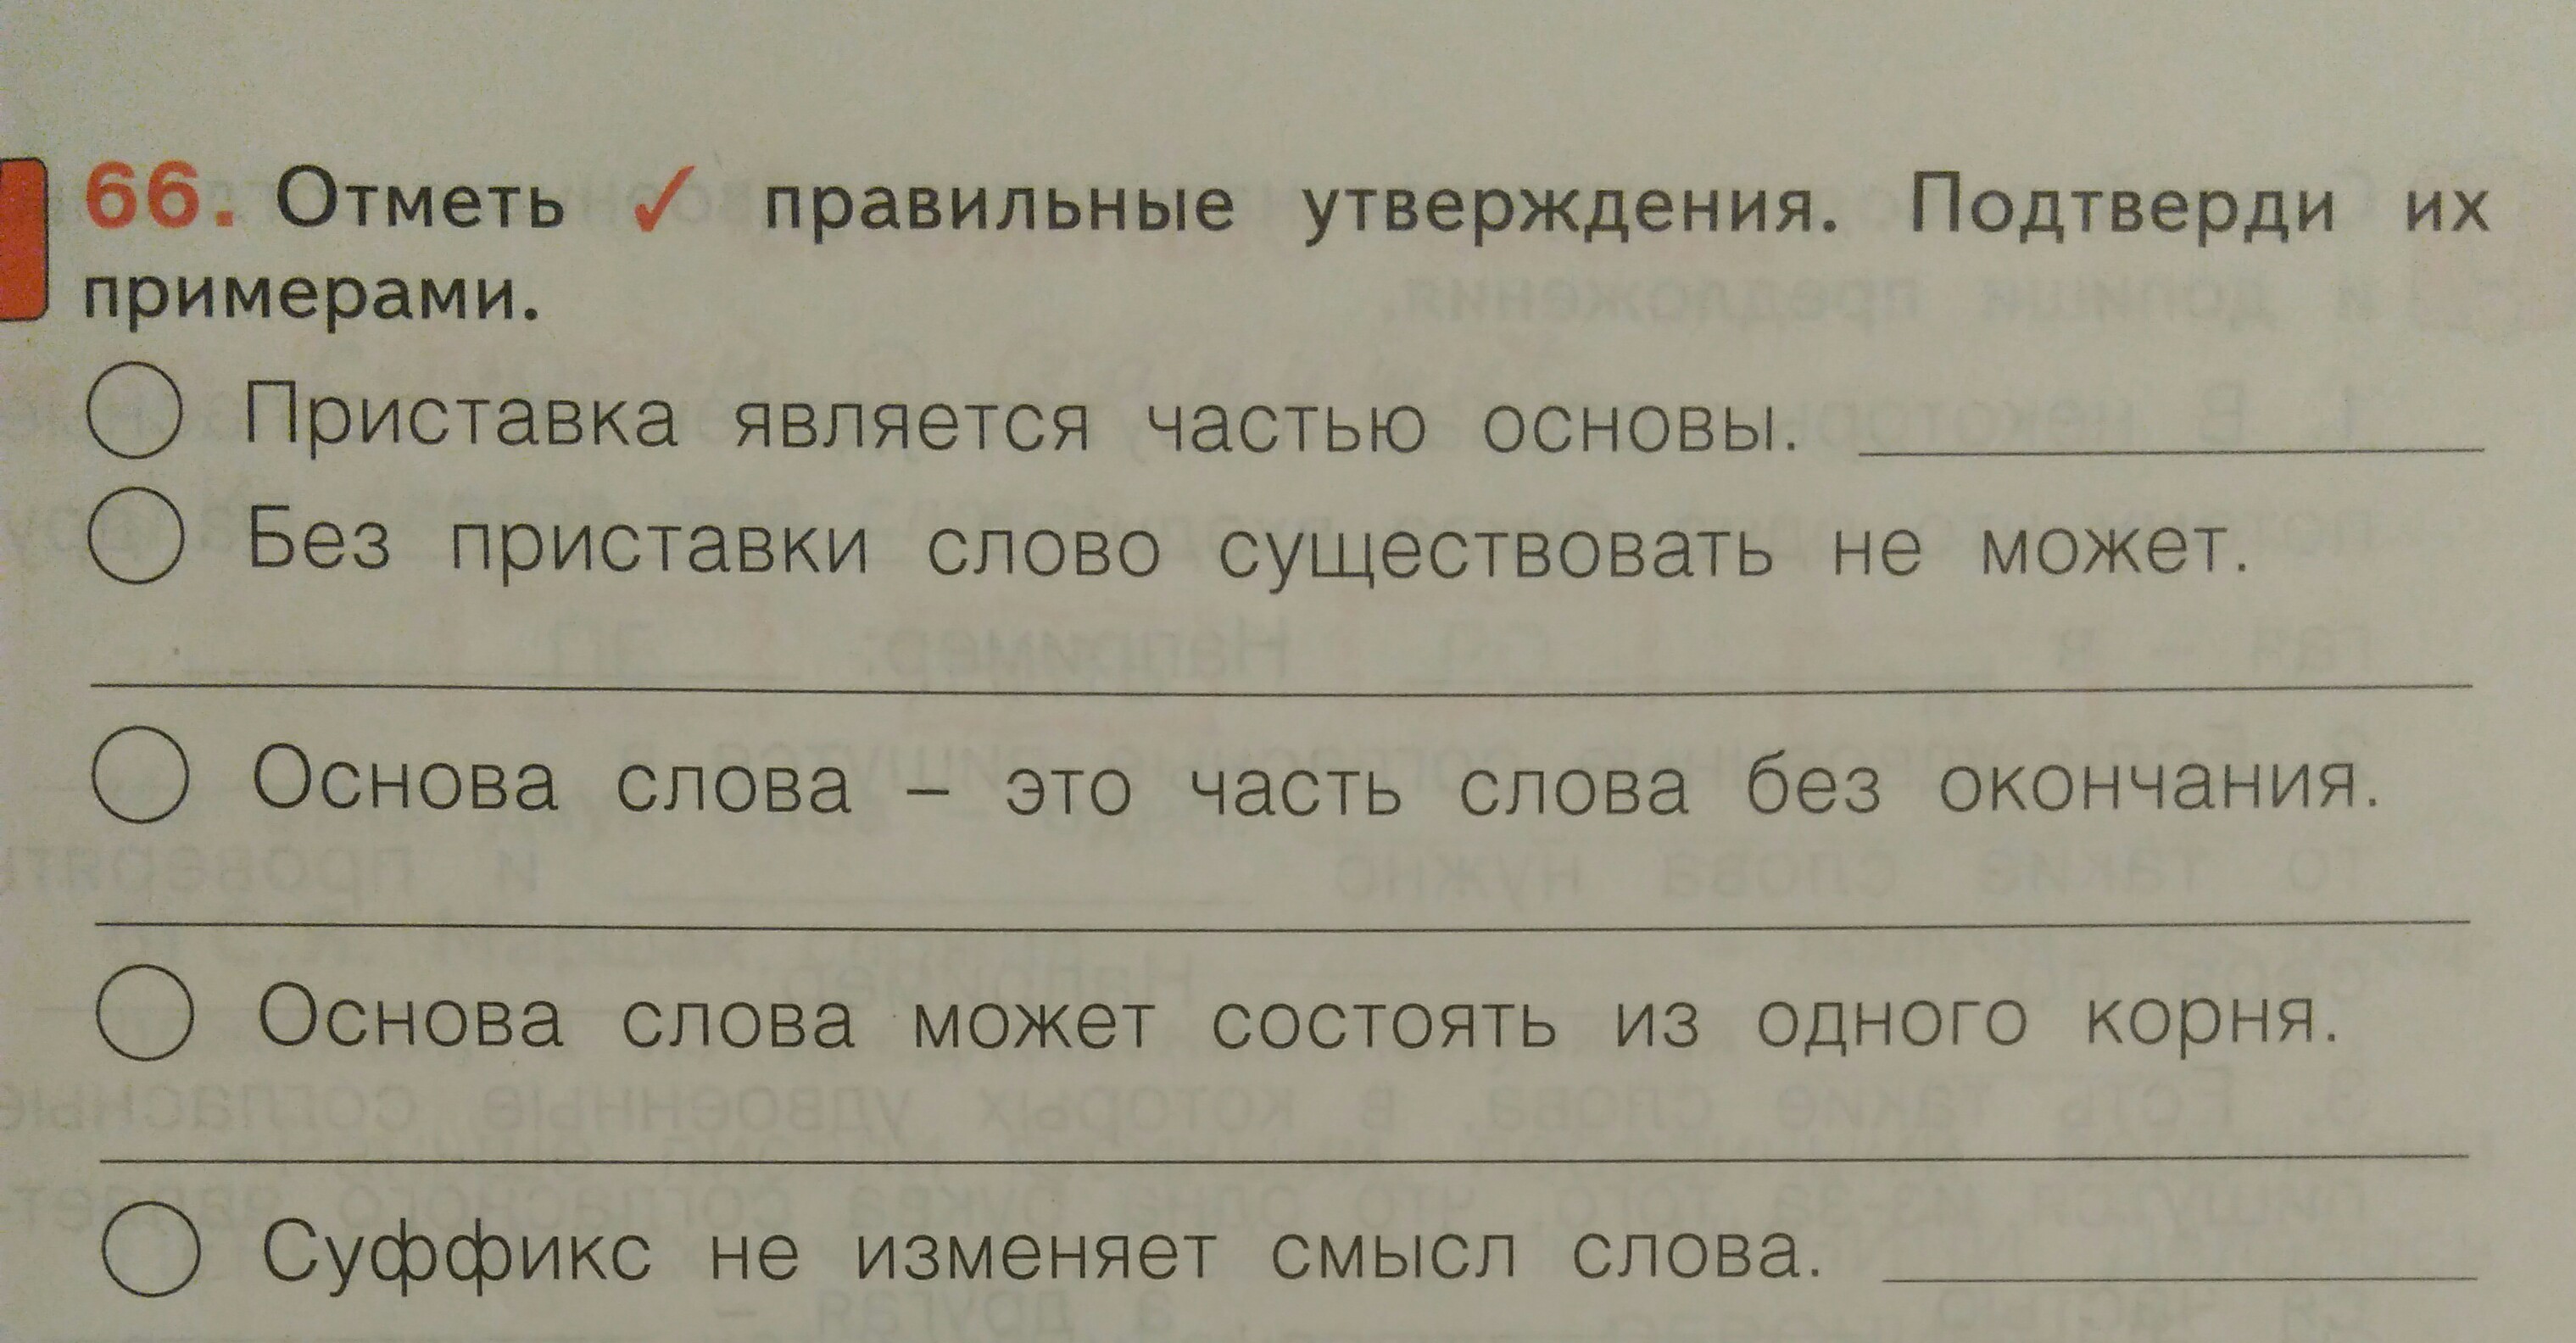 66. Отметь ✓ правильные утверждения. Подтверди их
примерами.
Приставка является частью основы.
Без приставки слово существовать не может.
Основа слова – это часть слова без окончания.
Основа слова может состоять из одного корня.
Суффикс не изменяет смысл слова.